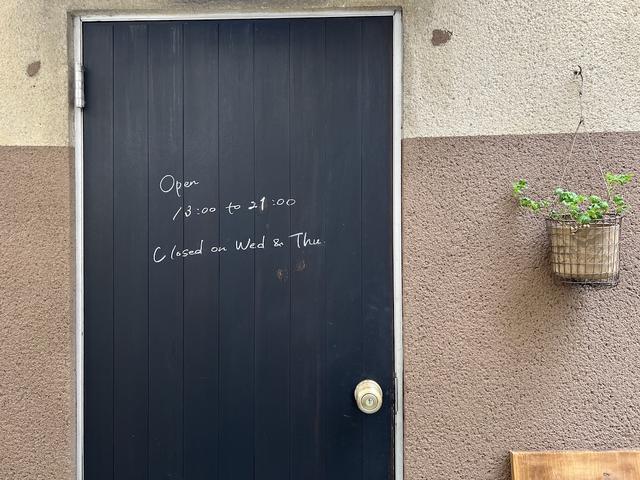 Open
13:00 to 21:00
Closed on Wed & Thu.